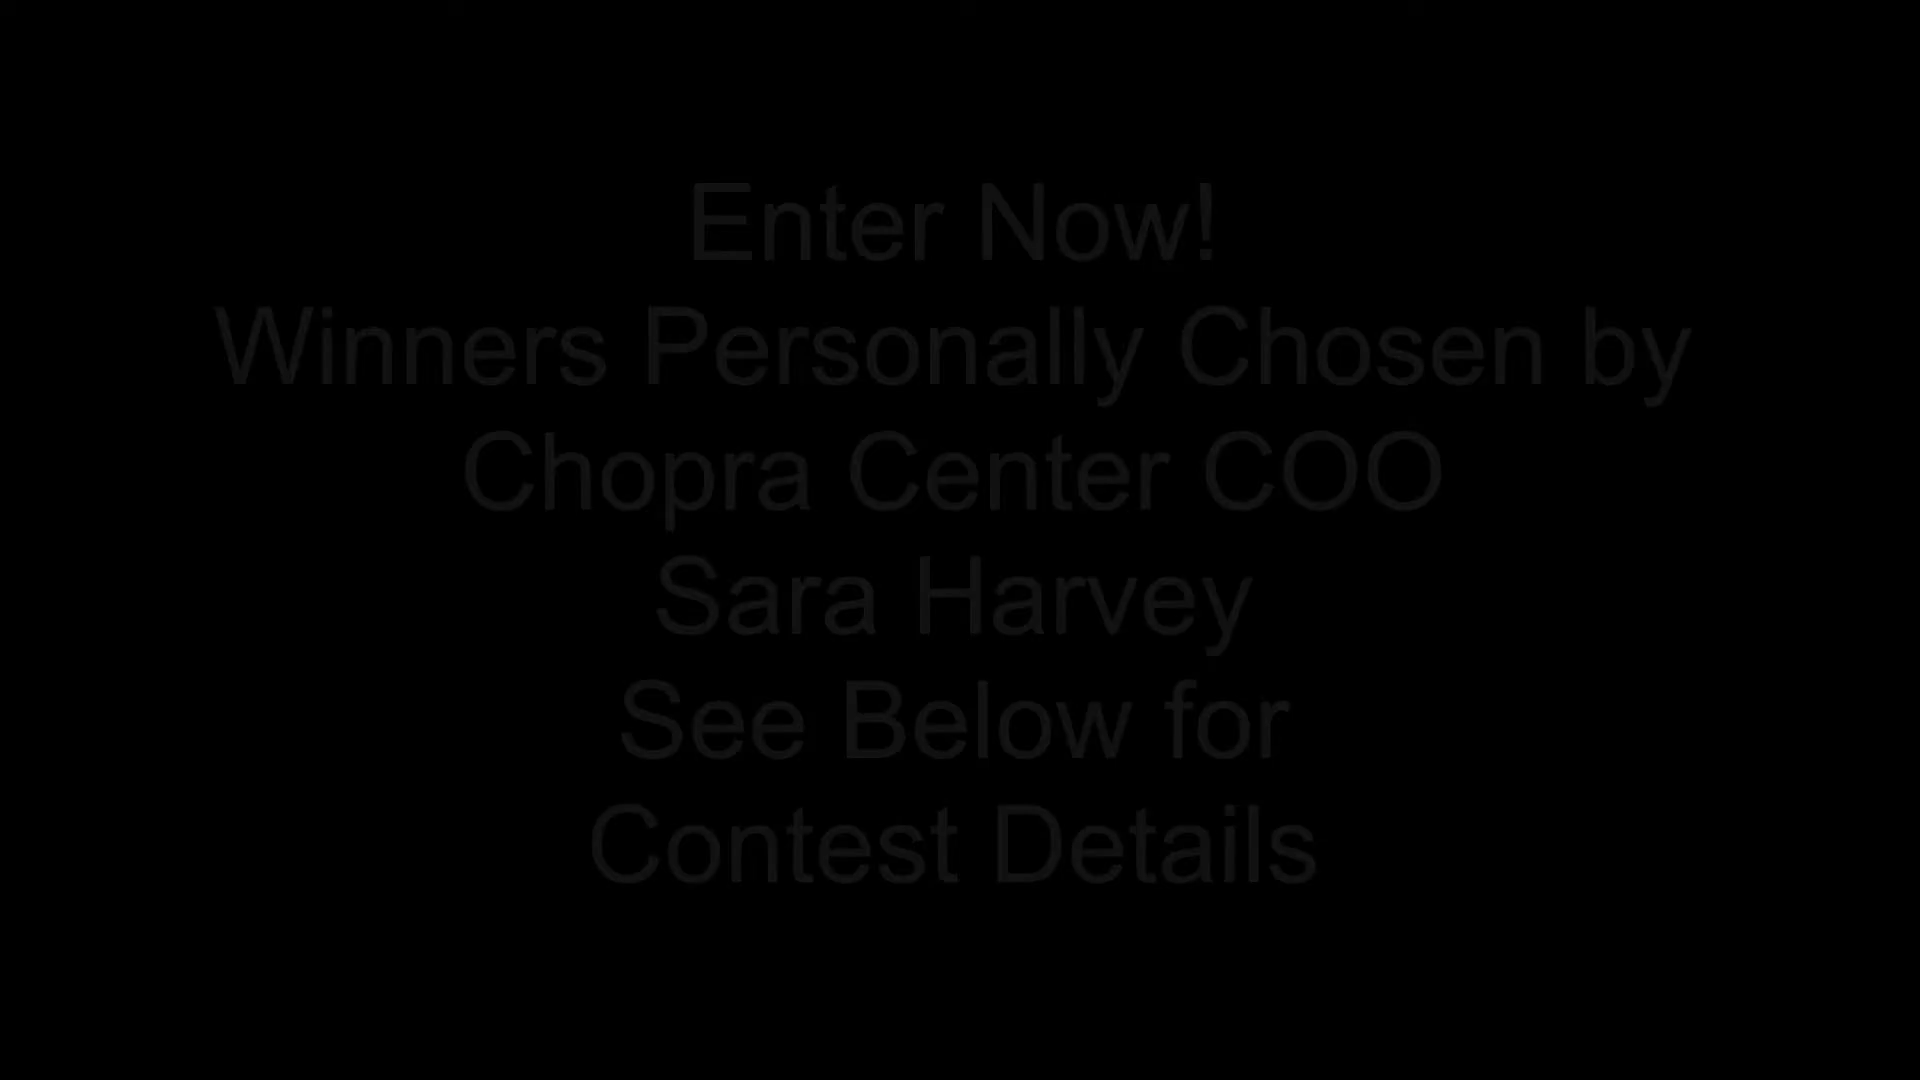 Enter Now!
Winners Personally Chosen by
Chopra Center COO
Sara Harvey
See Below for
Contest Details